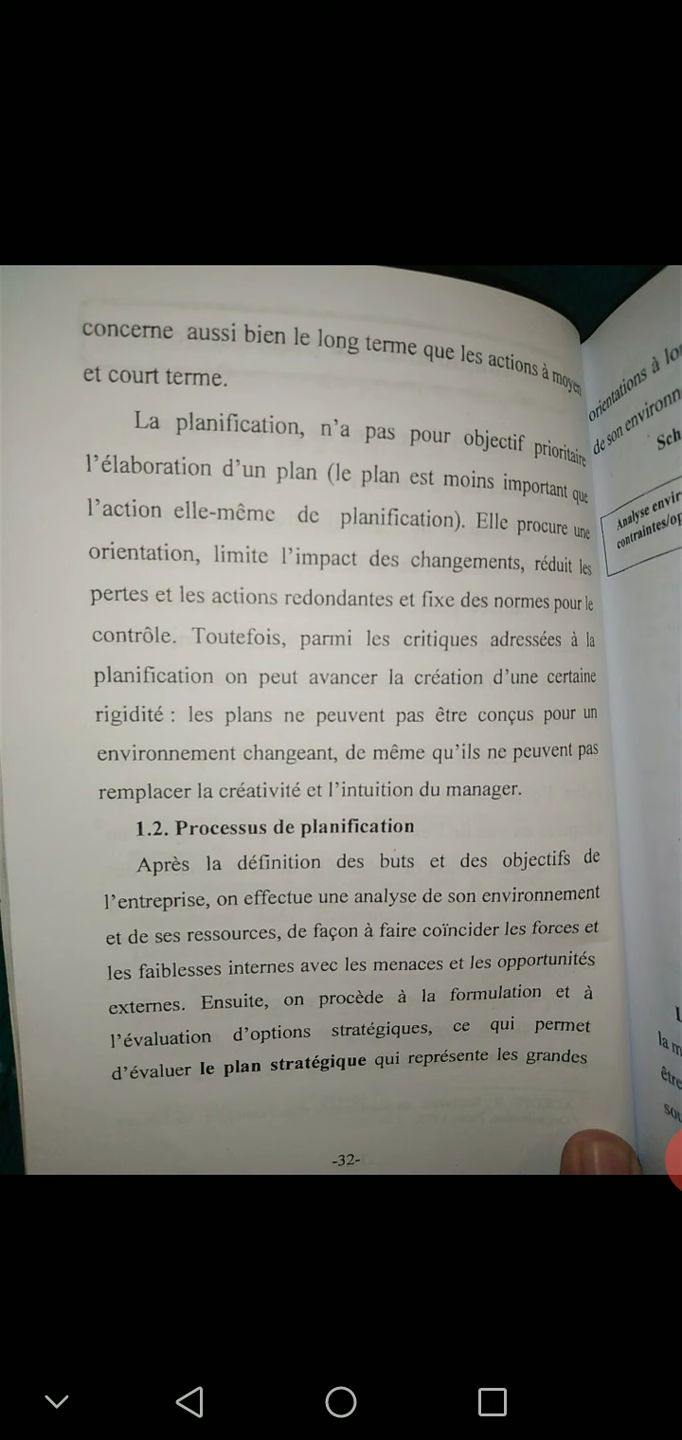 concerne aussi bien le long terme que les actions à moyen
et court terme.
La planification, n'a pas pour objectif prioritaire
l'élaboration d'un plan (le plan est moins important que
l'action elle-même de planification). Elle procure une
orientation, limite l'impact des changements, réduit les
pertes et les actions redondantes et fixe des normes pour le
contrôle. Toutefois, parmi les critiques adressées à la
planification on peut avancer la création d'une certaine
rigidité : les plans ne peuvent pas être conçus pour un
environnement changeant, de même qu'ils ne peuvent pas
remplacer la créativité et l'intuition du manager.
1.2. Processus de planification
Après la définition des buts et des objectifs de
l'entreprise, on effectue une analyse de son environnement
et de ses ressources, de façon à faire coïncider les forces et
les faiblesses internes avec les menaces et les opportunités
externes. Ensuite, on procède à la formulation et à
l'évaluation d'options stratégiques, ce qui permet
d'évaluer le plan stratégique qui représente les grandes
-32-
orientations à
de son
Sch
Analyse
contraintes/op
la m
être
sou